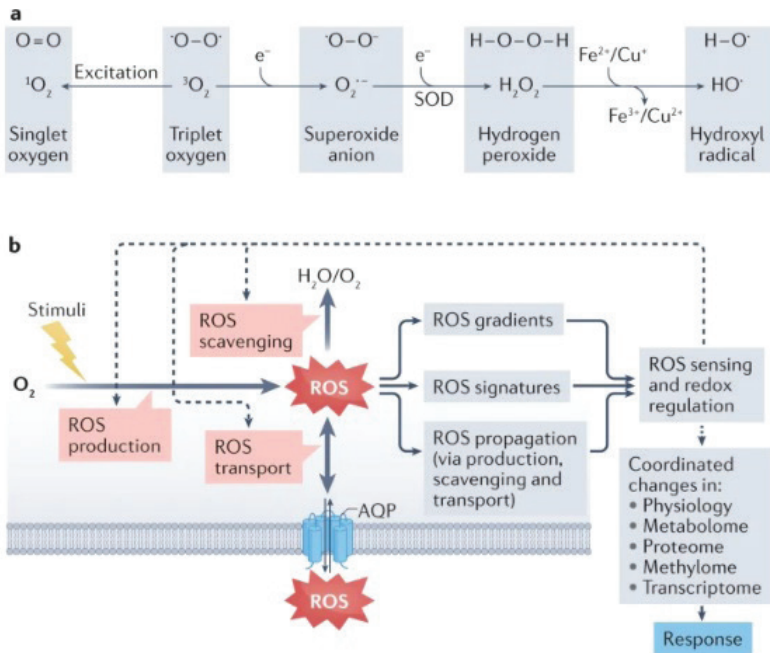 a
O=O
·O–O·
·O–O⁻
H–O–O–H
H–O·
¹O₂
Excitation
³O₂
e⁻
O₂·⁻
e⁻
SOD
H₂O₂
Fe²⁺/Cu⁺
Fe³⁺/Cu²⁺
HO·
Singlet
oxygen
Triplet
oxygen
Superoxide
anion
Hydrogen
peroxide
Hydroxyl
radical
b
Stimuli
O₂
ROS
production
ROS
scavenging
H₂O/O₂
ROS
ROS
transport
AQP
ROS
ROS gradients
ROS signatures
ROS propagation
(via production,
scavenging and
transport)
ROS sensing
and redox
regulation
Coordinated
changes in:
• Physiology
• Metabolome
• Proteome
• Methylome
• Transcriptome
Response